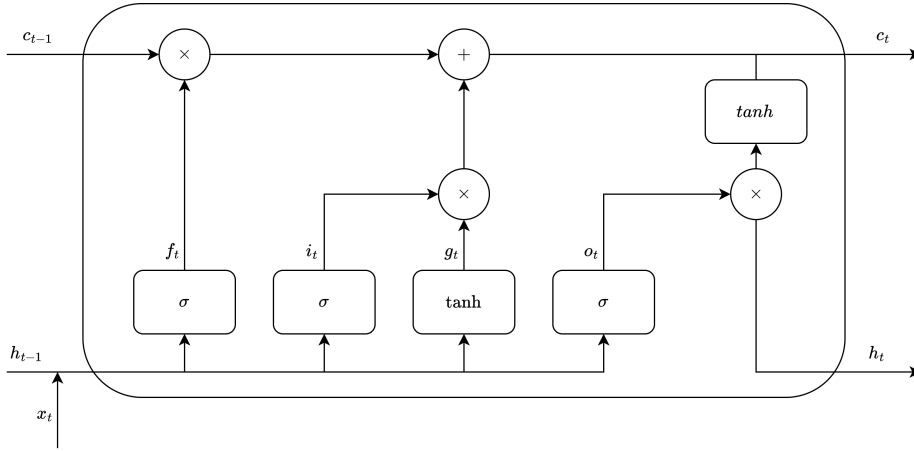 c_{t-1}
×
+
c_t
tanh
×
×
f_t
i_t
g_t
o_t
σ
σ
tanh
σ
h_{t-1}
h_t
x_t